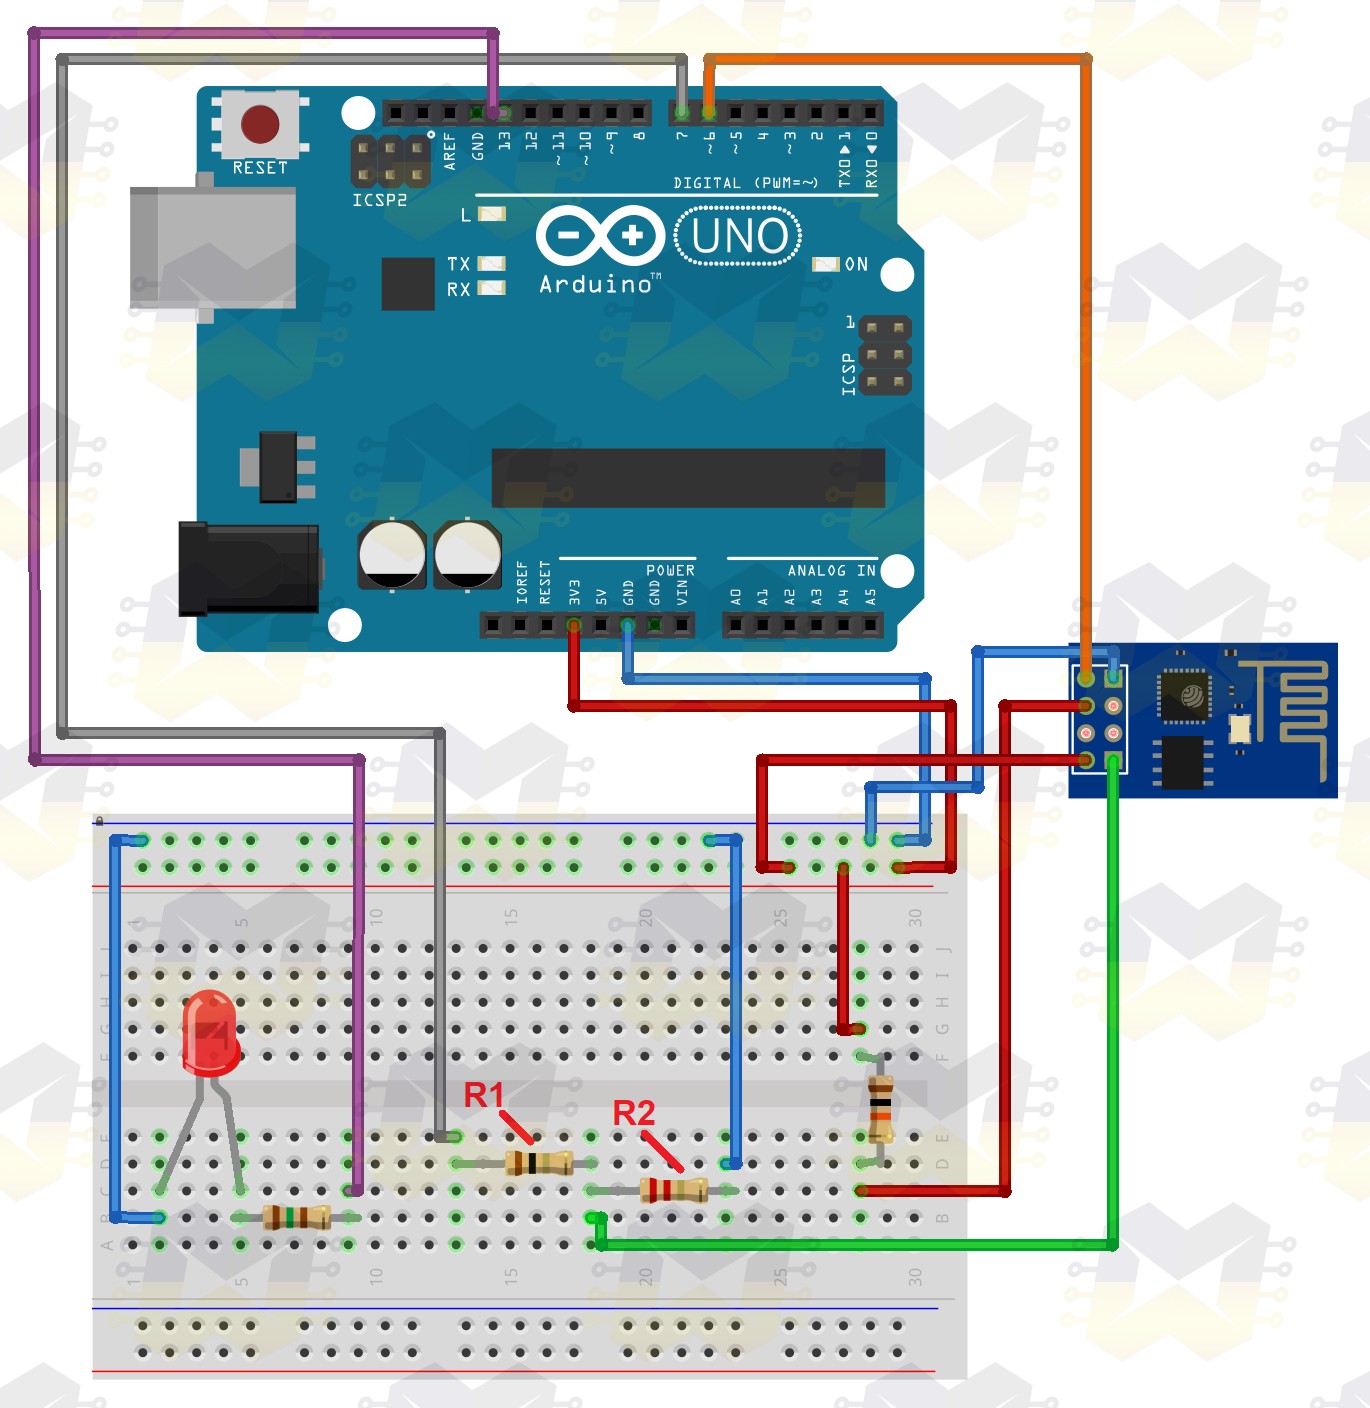 RESET
ICSP2
AREF
GND
13
12
~11
~10
~9
8
7
~6
~5
4
~3
2
TX0▶1
RX0◀0
DIGITAL (PWM=~)
L
TX
RX
Arduino™
UNO
ON
1
ICSP
IOREF
RESET
3V3
5V
GND
GND
VIN
POWER
ANALOG IN
A0
A1
A2
A3
A4
A5
1 5 10 15 20 25 30
J
I
H
G
F
R1
R2
E
D
C
B
A
B
1 5 10 15 20 25 30